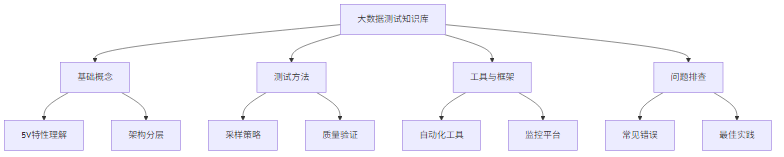 大数据测试知识库
基础概念
测试方法
工具与框架
问题排查
5V特性理解
架构分层
采样策略
质量验证
自动化工具
监控平台
常见错误
最佳实践